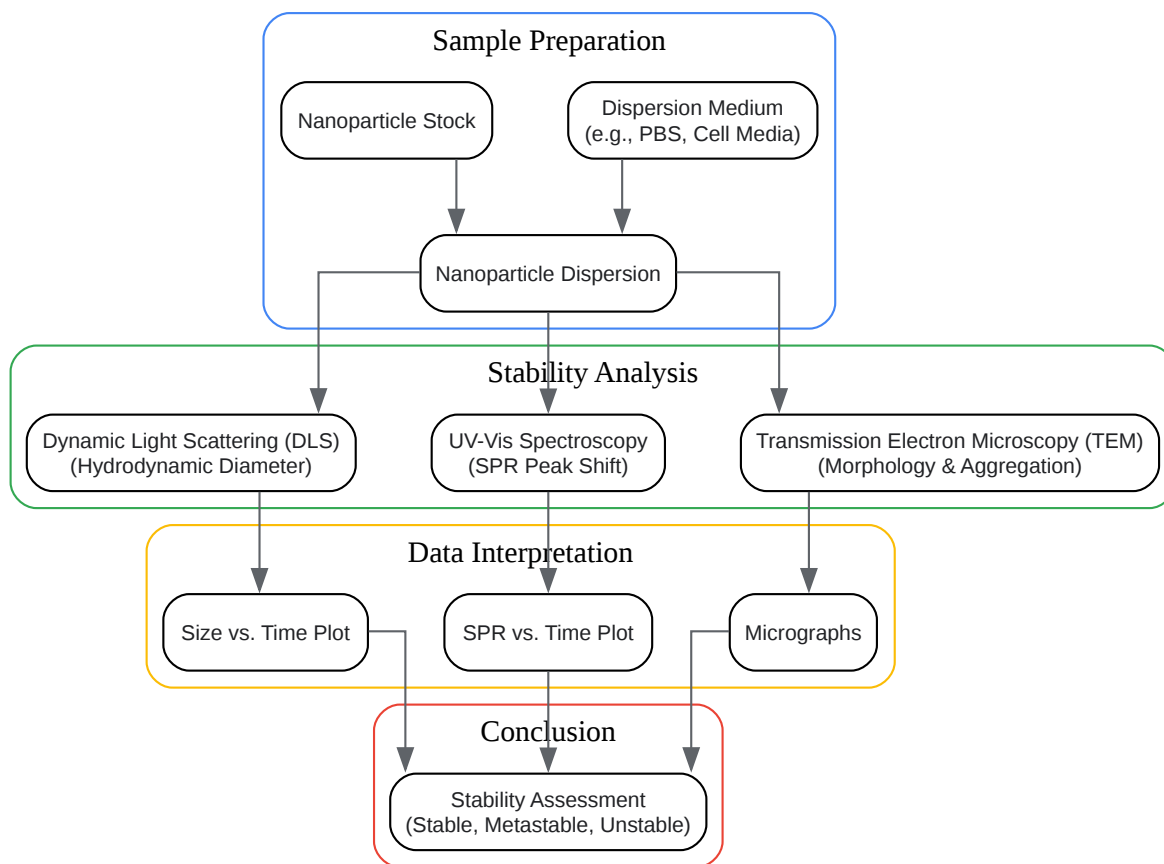 Sample Preparation
Nanoparticle Stock
Dispersion Medium
(e.g., PBS, Cell Media)
Nanoparticle Dispersion
Stability Analysis
Dynamic Light Scattering (DLS)
(Hydrodynamic Diameter)
UV-Vis Spectroscopy
(SPR Peak Shift)
Transmission Electron Microscopy (TEM)
(Morphology & Aggregation)
Data Interpretation
Size vs. Time Plot
SPR vs. Time Plot
Micrographs
Conclusion
Stability Assessment
(Stable, Metastable, Unstable)